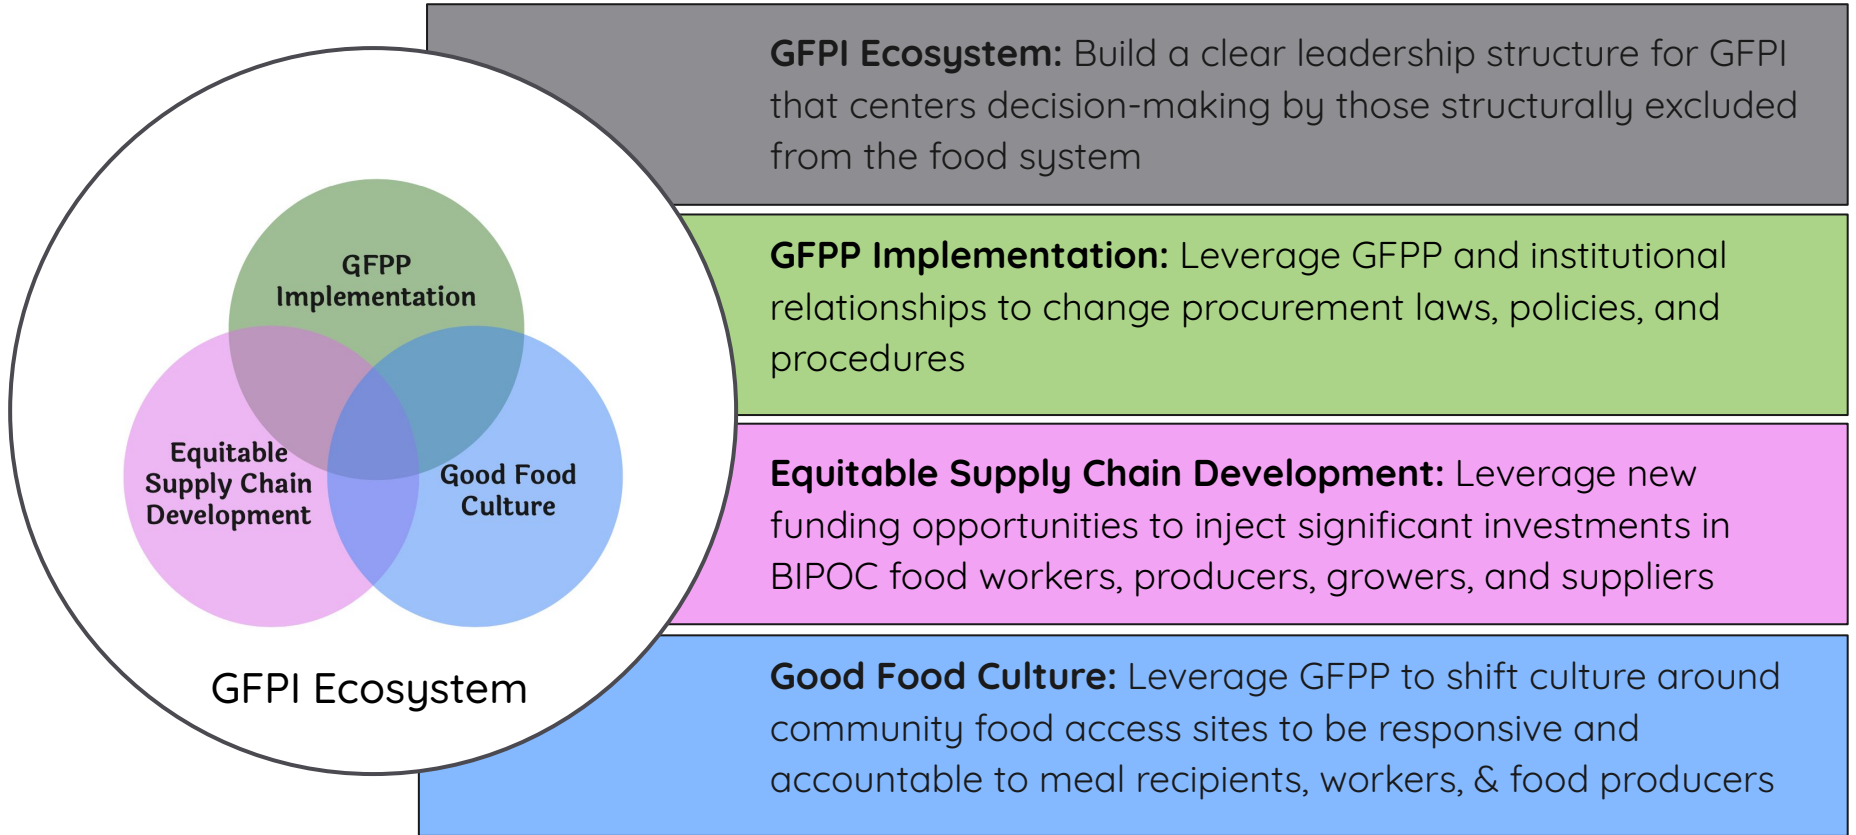 GFPP
Implementation
Equitable
Supply Chain
Development
Good Food
Culture
GFPI Ecosystem
GFPI Ecosystem: Build a clear leadership structure for GFPI
that centers decision-making by those structurally excluded
from the food system
GFPP Implementation: Leverage GFPP and institutional
relationships to change procurement laws, policies, and
procedures
Equitable Supply Chain Development: Leverage new
funding opportunities to inject significant investments in
BIPOC food workers, producers, growers, and suppliers
Good Food Culture: Leverage GFPP to shift culture around
community food access sites to be responsive and
accountable to meal recipients, workers, & food producers